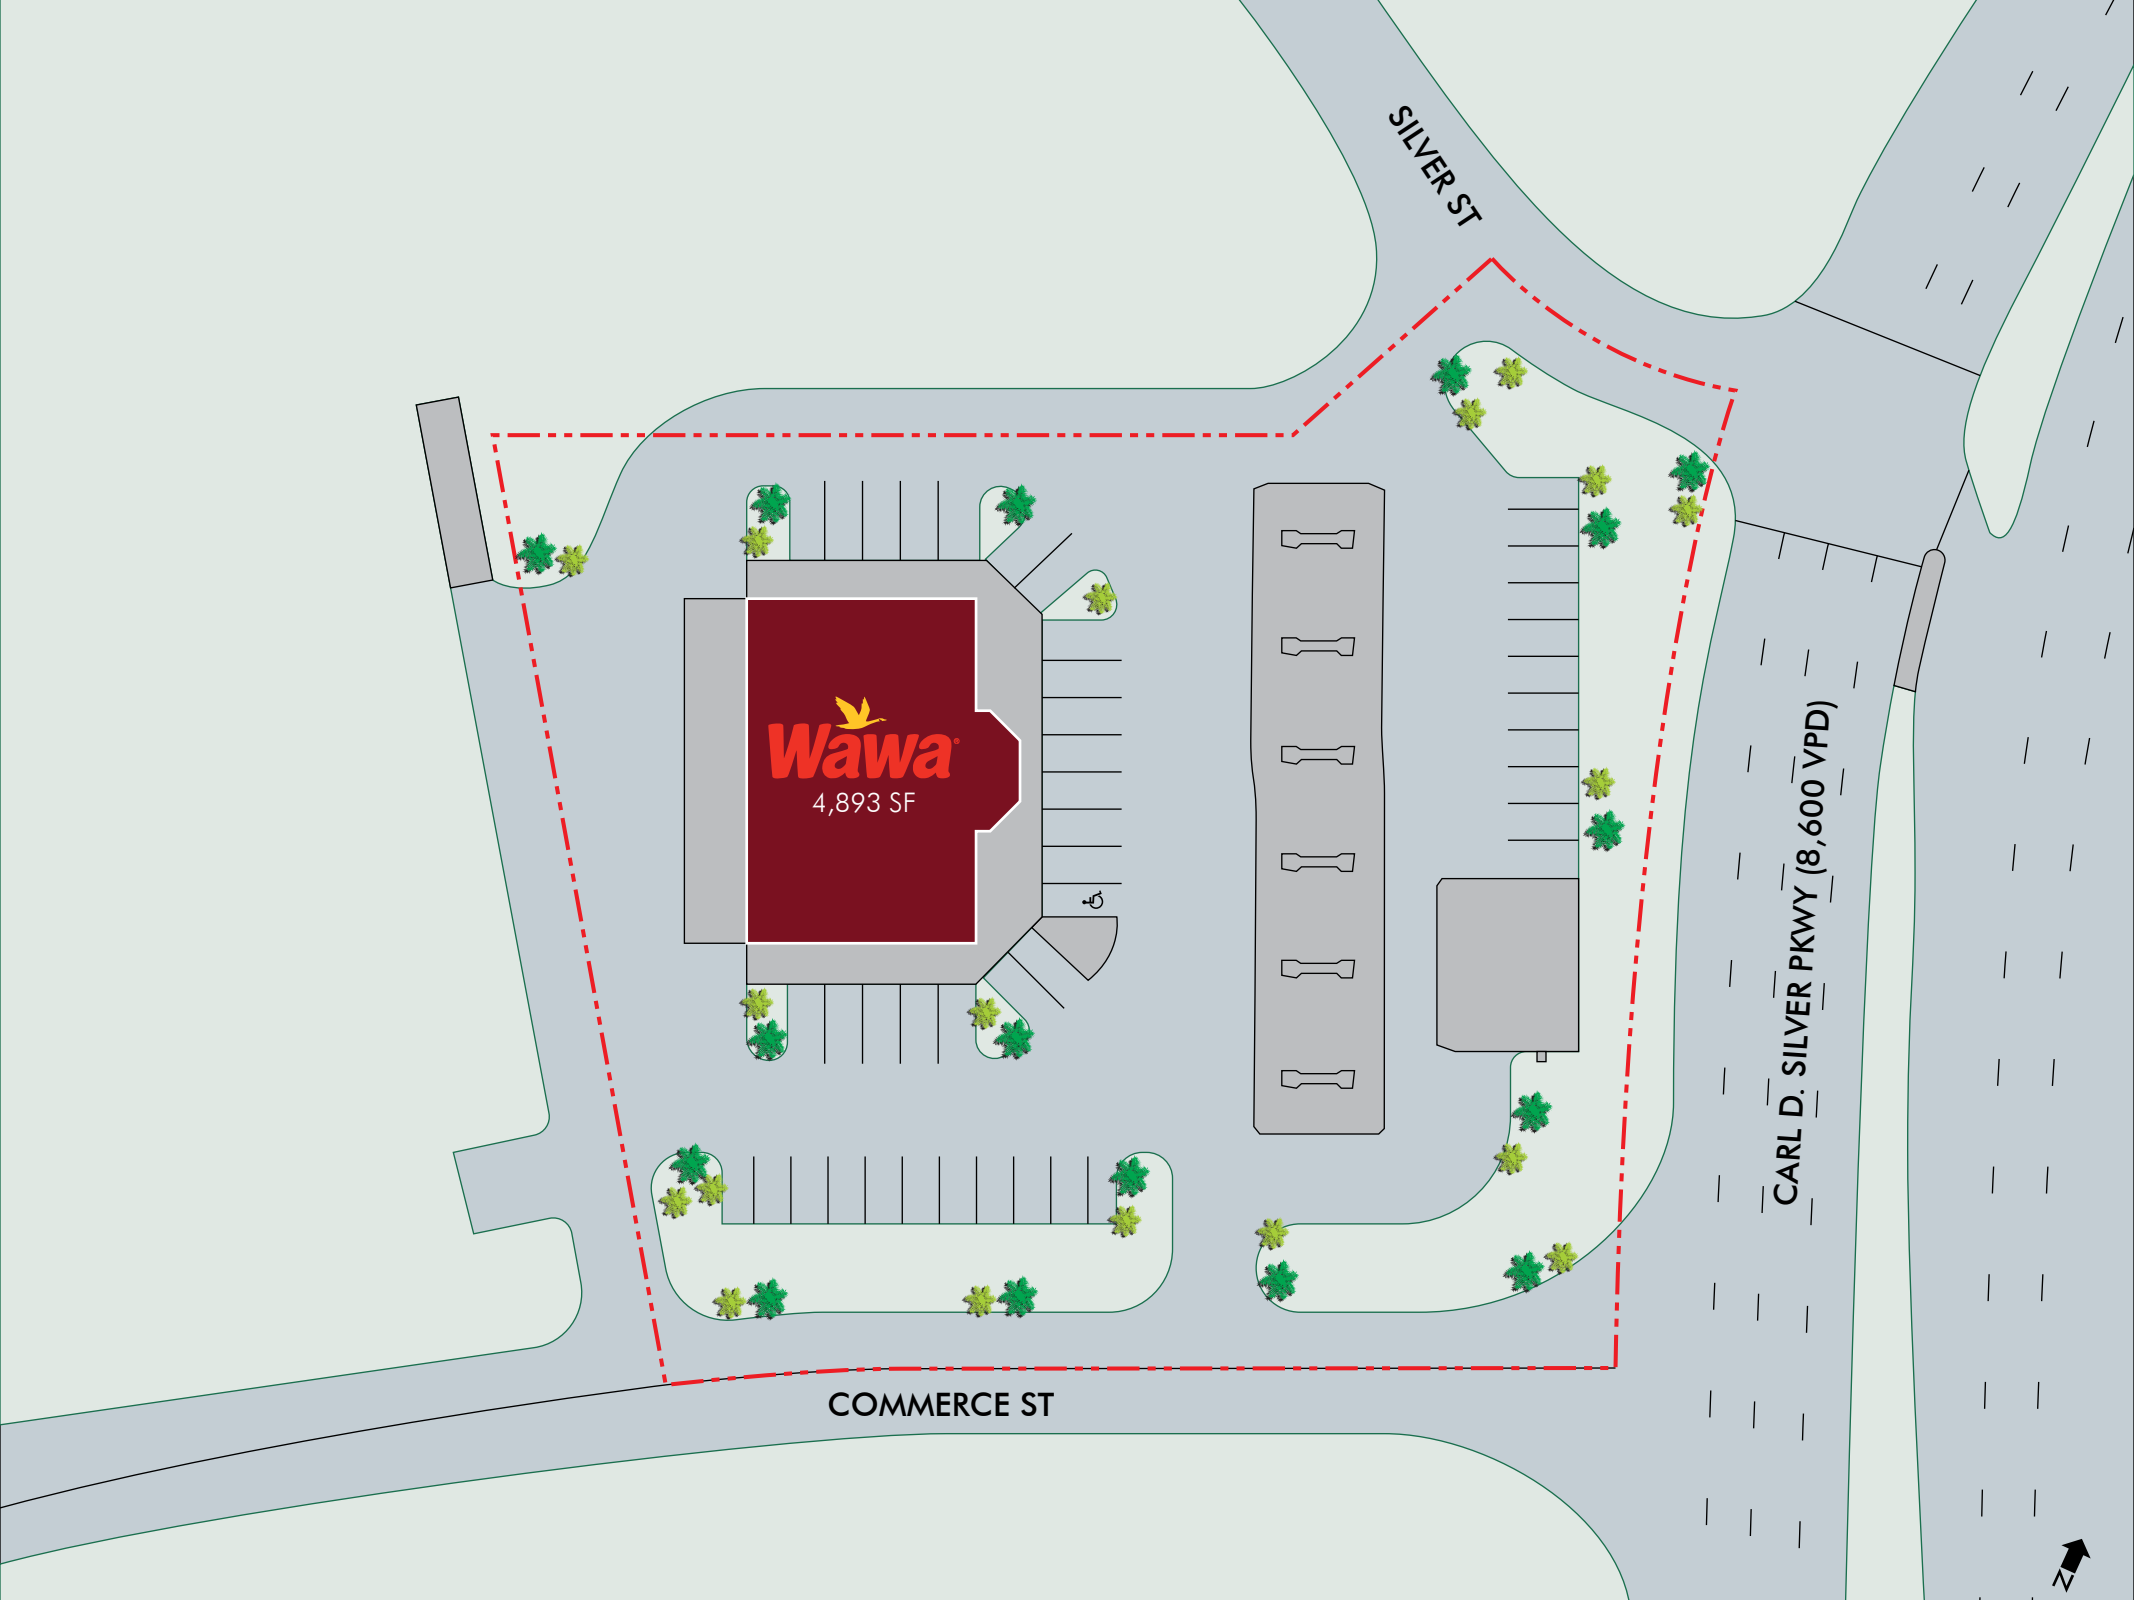 SILVER ST
Wawa®
4,893 SF
CARL D. SILVER PKWY (8,600 VPD)
COMMERCE ST
N